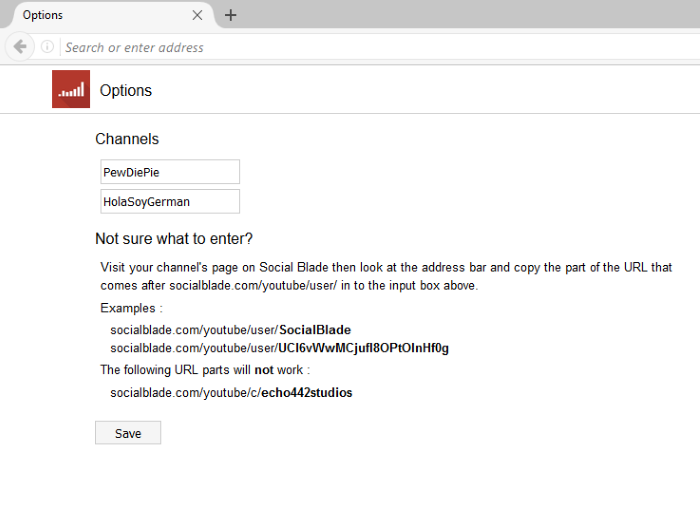 Options
Search or enter address
Options
Channels
PewDiePie
HolaSoyGerman
Not sure what to enter?
Visit your channel's page on Social Blade then look at the address bar and copy the part of the URL that
comes after socialblade.com/youtube/user/ in to the input box above.
Examples :
socialblade.com/youtube/user/SocialBlade
socialblade.com/youtube/user/UCI6vWwMCjufI8OPtOInHf0g
The following URL parts will not work :
socialblade.com/youtube/c/echo442studios
Save